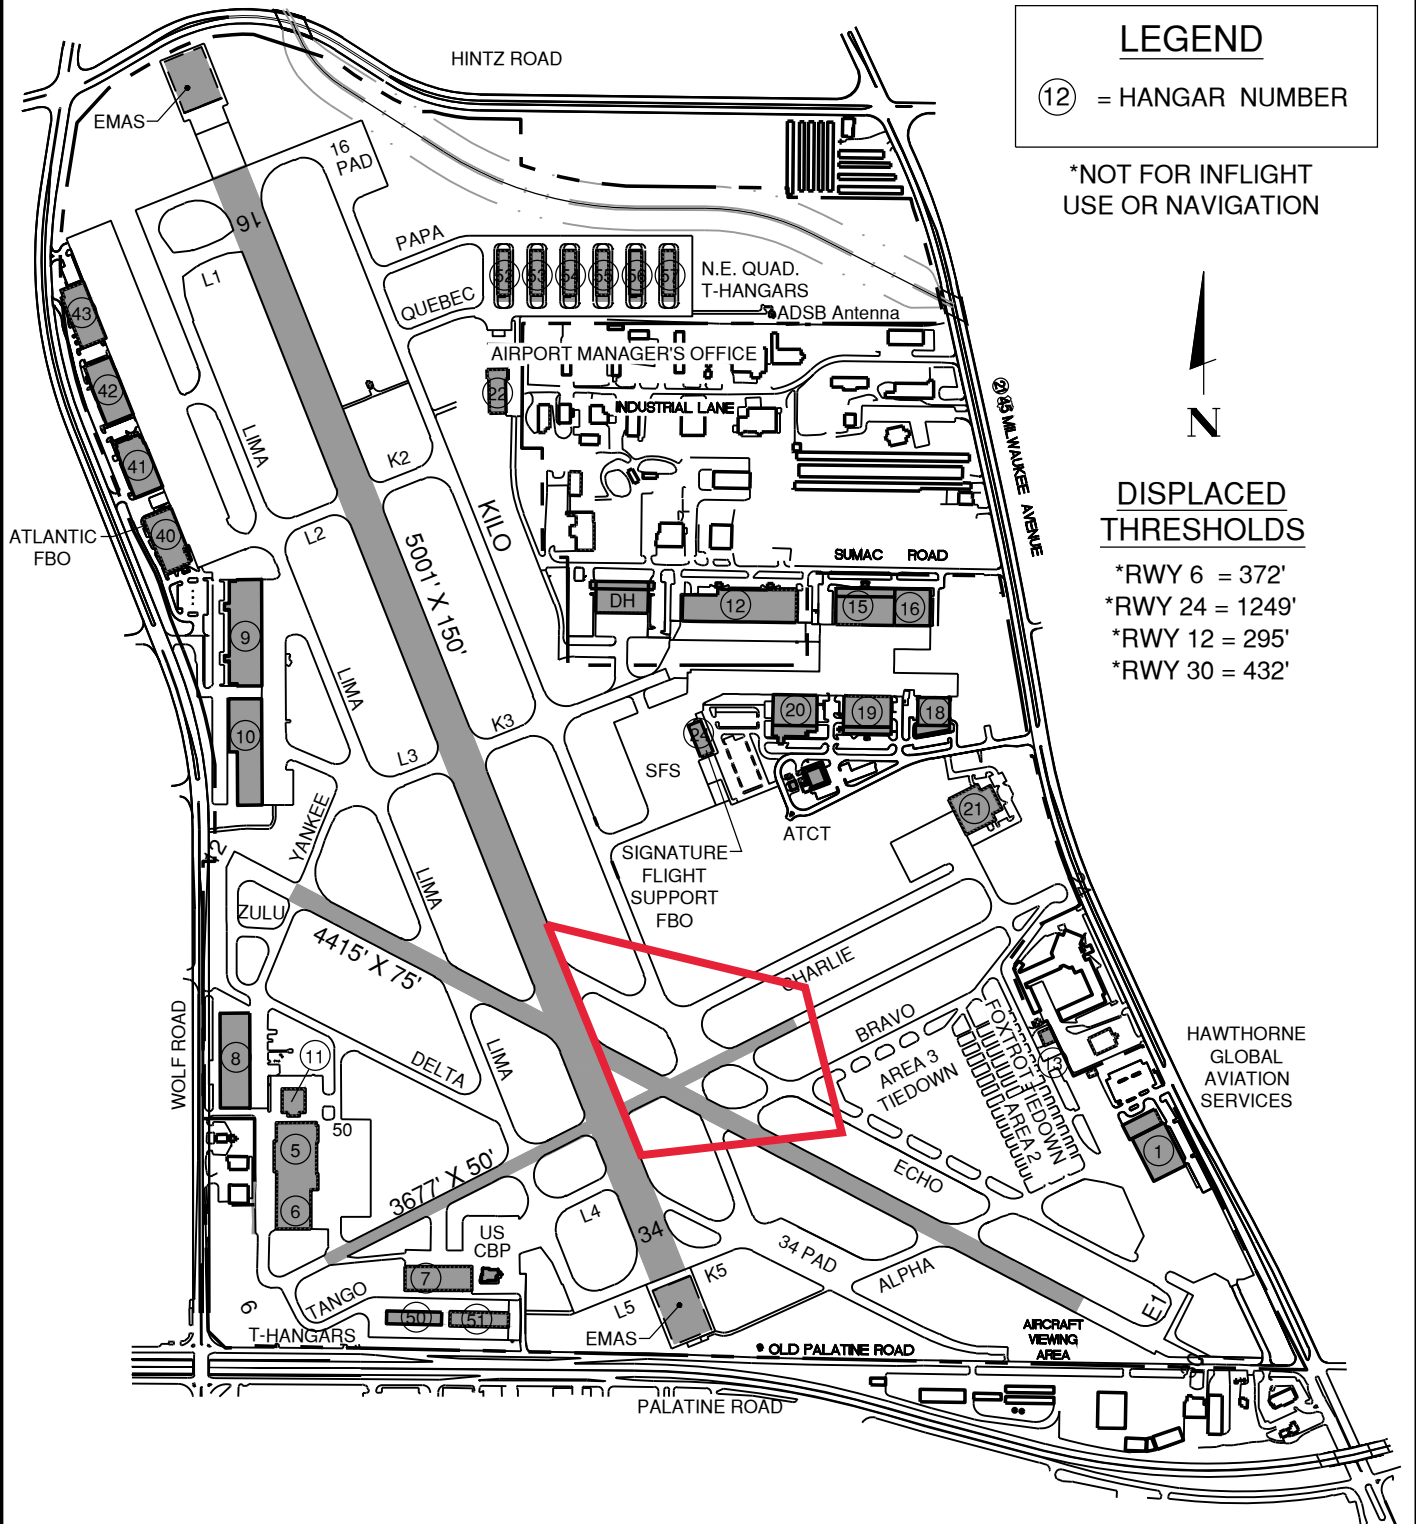 HINTZ ROAD
LEGEND
12 = HANGAR NUMBER
*NOT FOR INFLIGHT
USE OR NAVIGATION
EMAS
16
PAD
16
PAPA
L1
QUEBEC
52 53 54 55 56 57
N.E. QUAD.
T-HANGARS
ADSB Antenna
43
AIRPORT MANAGER'S OFFICE
42
22
INDUSTRIAL LANE
21 45 MILWAUKEE AVENUE
N
LIMA
K2
41
KILO
DISPLACED
THRESHOLDS
*RWY 6 = 372'
*RWY 24 = 1249'
*RWY 12 = 295'
*RWY 30 = 432'
ATLANTIC
FBO
40
L2
5001' X 150'
SUMAC ROAD
DH
12
15
16
9
LIMA
K3
20
19
18
10
24
L3
SFS
21
YANKEE
ATCT
12
SIGNATURE
FLIGHT
SUPPORT
FBO
LIMA
24
ZULU
4415' X 75'
CHARLIE
WOLF ROAD
BRAVO
FOXTROT TIEDOWN
AREA 2
8
11
DELTA
LIMA
AREA 3
TIEDOWN
13
HAWTHORNE
GLOBAL
AVIATION
SERVICES
50
5
1
3677' X 50'
ECHO
6
L4
34
US
CBP
34 PAD
7
K5
ALPHA
TANGO
6
50
51
L5
E1
T-HANGARS
EMAS
OLD PALATINE ROAD
AIRCRAFT
VIEWING
AREA
PALATINE ROAD